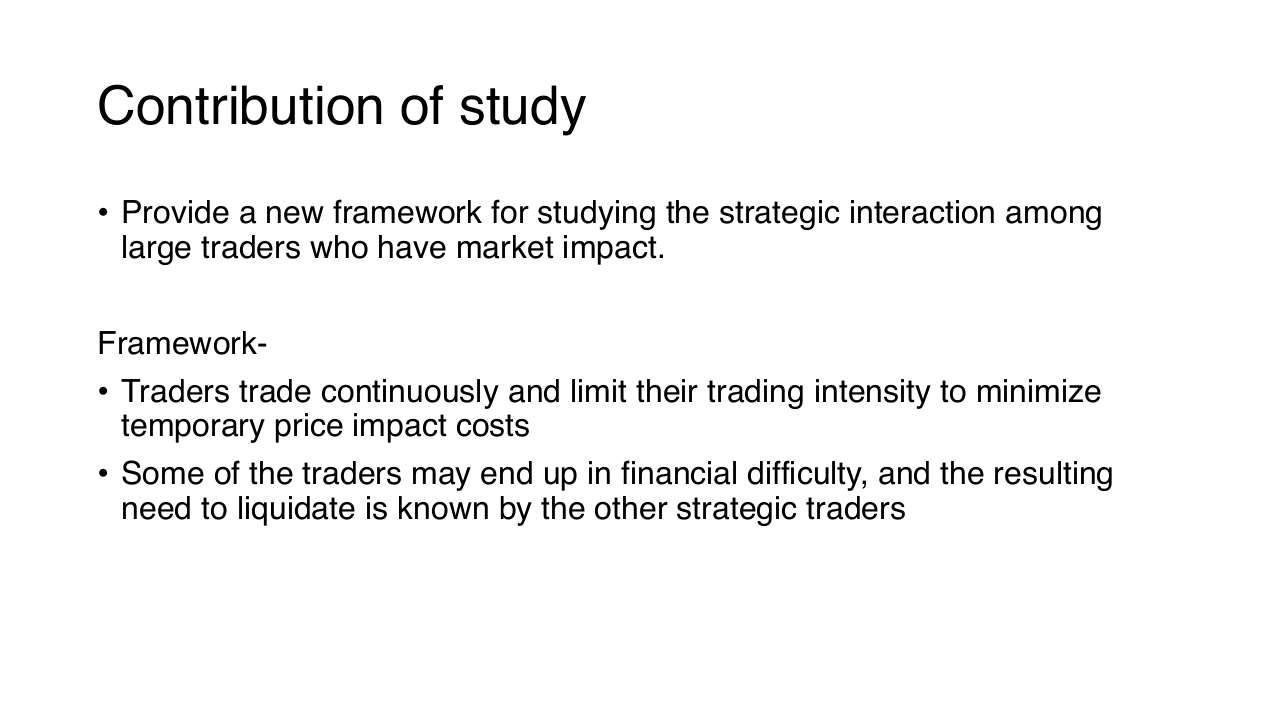 Contribution of study
• Provide a new framework for studying the strategic interaction among
large traders who have market impact.
Framework-
• Traders trade continuously and limit their trading intensity to minimize
temporary price impact costs
• Some of the traders may end up in financial difficulty, and the resulting
need to liquidate is known by the other strategic traders